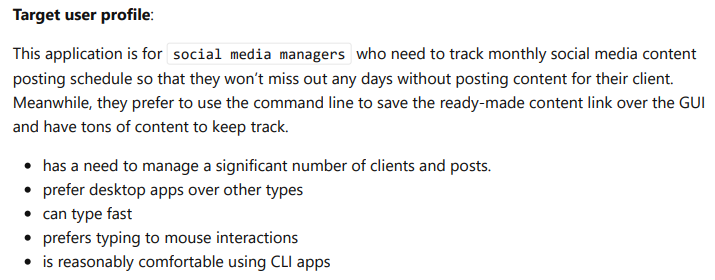 Target user profile:
This application is for social media managers who need to track monthly social media content
posting schedule so that they won’t miss out any days without posting content for their client.
Meanwhile, they prefer to use the command line to save the ready-made content link over the GUI
and have tons of content to keep track.
• has a need to manage a significant number of clients and posts.
• prefer desktop apps over other types
• can type fast
• prefers typing to mouse interactions
• is reasonably comfortable using CLI apps